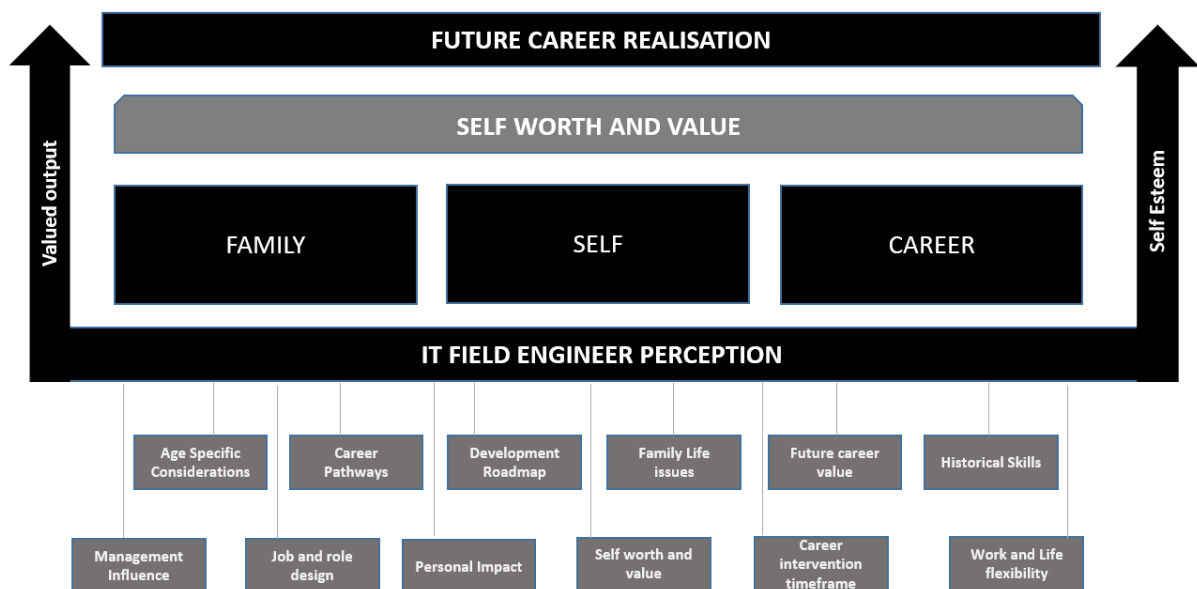 FUTURE CAREER REALISATION
SELF WORTH AND VALUE
Valued output
Self Esteem
FAMILY
SELF
CAREER
IT FIELD ENGINEER PERCEPTION
Age Specific
Considerations
Career
Pathways
Development
Roadmap
Family Life
issues
Future career
value
Historical Skills
Management
Influence
Job and role
design
Personal Impact
Self worth and
value
Career
intervention
timeframe
Work and Life
flexibility